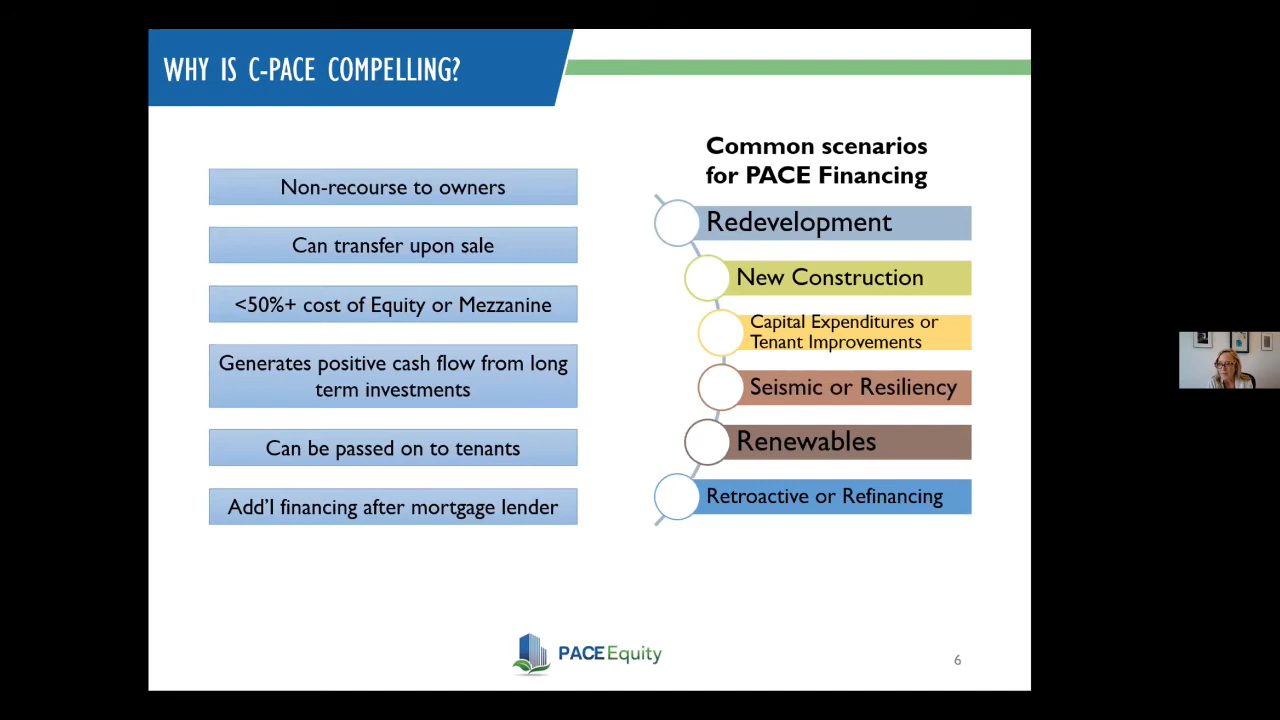 WHY IS C-PACE COMPELLING?
Non-recourse to owners
Can transfer upon sale
<50%+ cost of Equity or Mezzanine
Generates positive cash flow from long
term investments
Can be passed on to tenants
Add'l financing after mortgage lender
Common scenarios
for PACE Financing
Redevelopment
New Construction
Capital Expenditures or
Tenant Improvements
Seismic or Resiliency
Renewables
Retroactive or Refinancing
PACE Equity
6